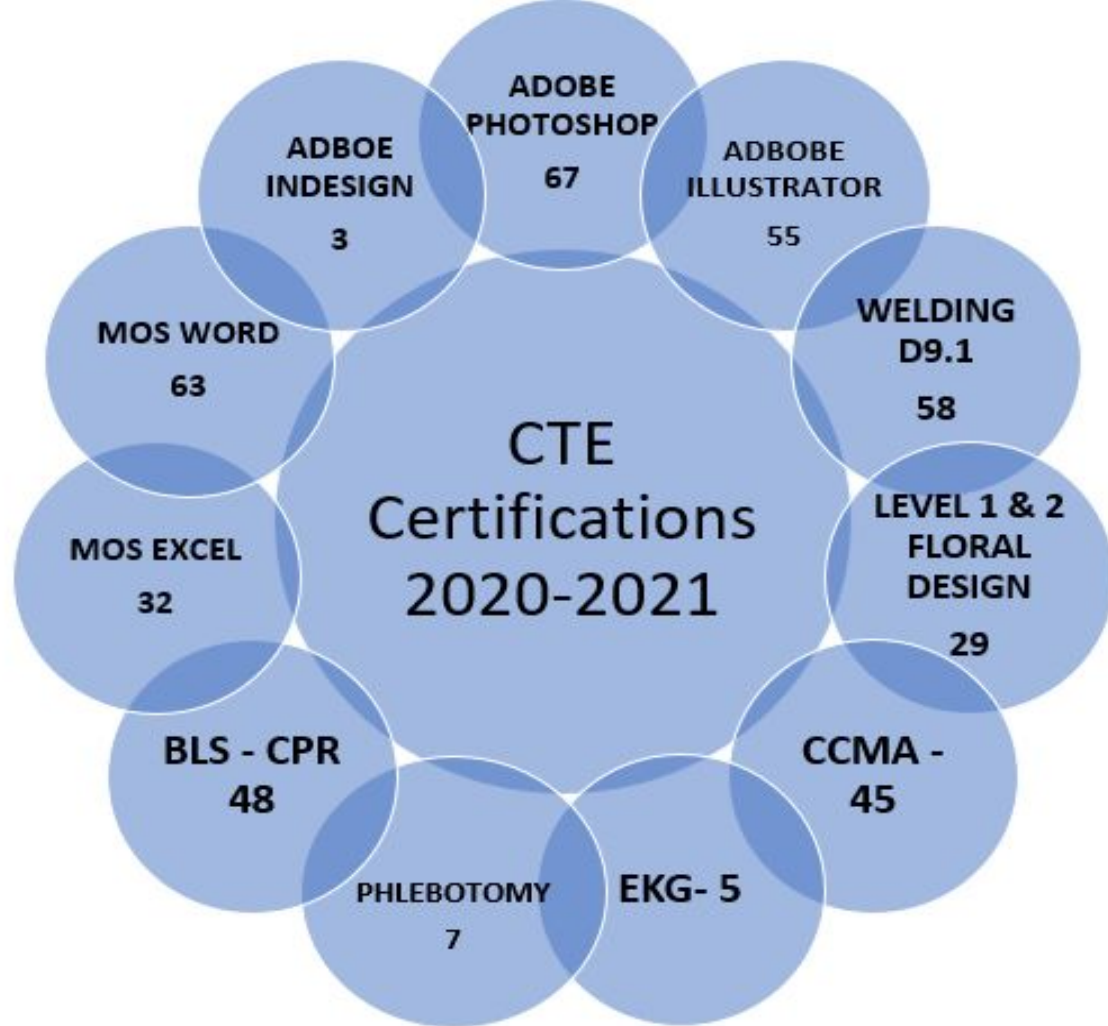 CTE
Certifications
2020-2021
ADOBE
PHOTOSHOP
67
ADBOBE
ILLUSTRATOR
55
WELDING
D9.1
58
LEVEL 1 & 2
FLORAL
DESIGN
29
CCMA -
45
EKG- 5
PHLEBOTOMY
7
BLS - CPR
48
MOS EXCEL
32
MOS WORD
63
ADBOE
INDESIGN
3